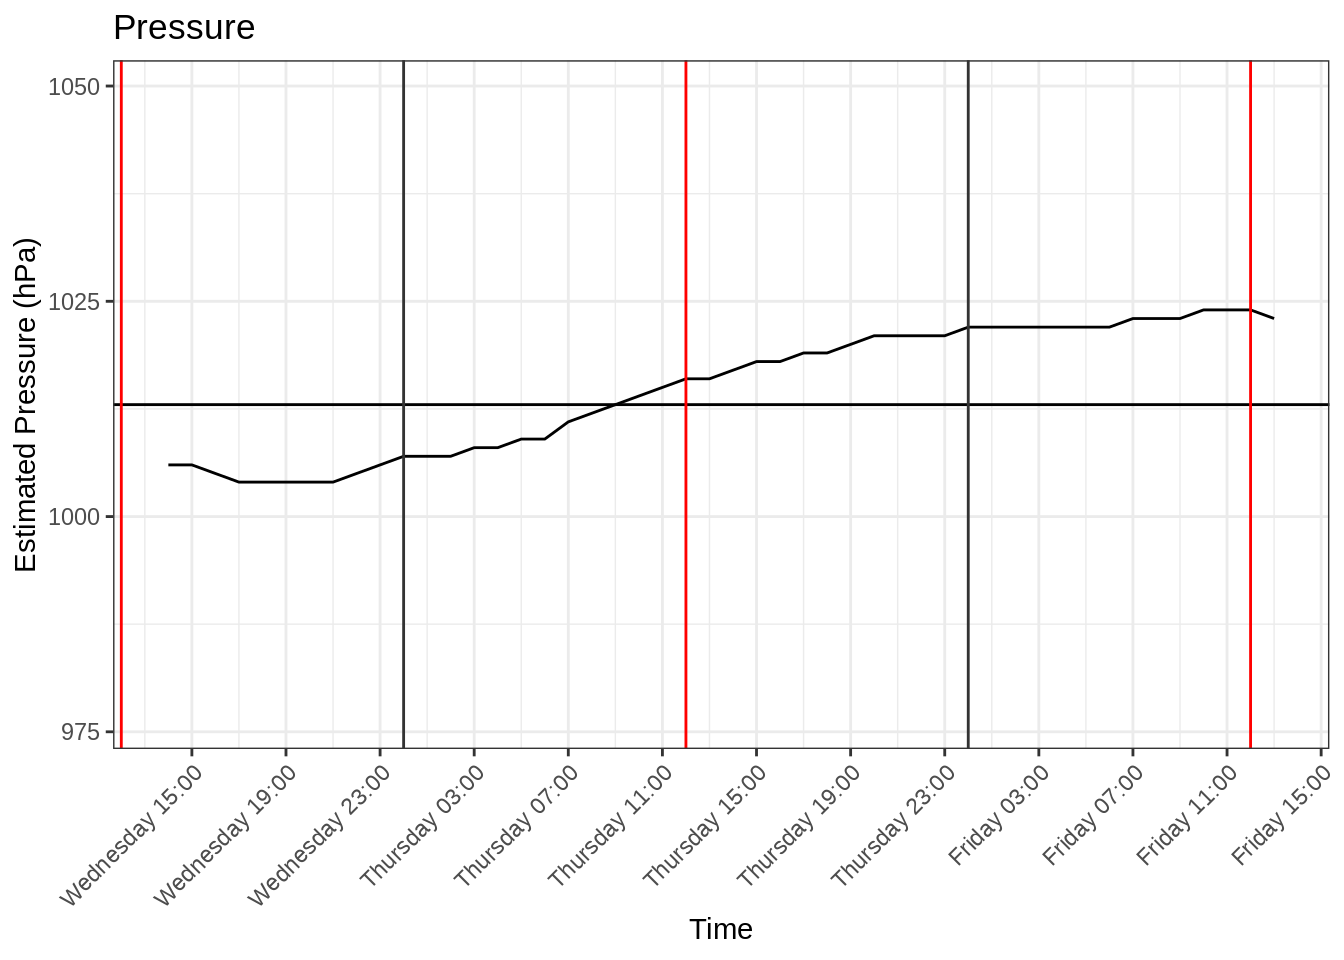 Pressure
Estimated Pressure (hPa)
1050
1025
1000
975
Wednesday 15:00
Wednesday 19:00
Wednesday 23:00
Thursday 03:00
Thursday 07:00
Thursday 11:00
Thursday 15:00
Thursday 19:00
Thursday 23:00
Friday 03:00
Friday 07:00
Friday 11:00
Friday 15:00
Time